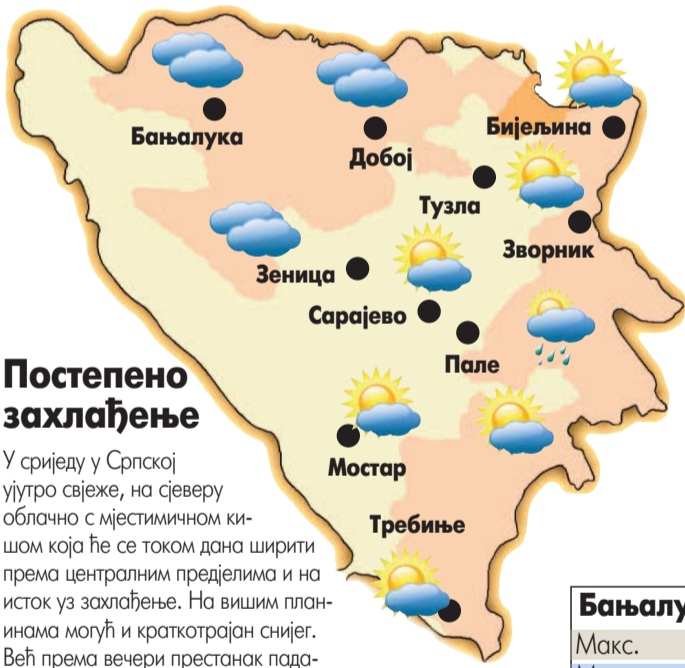 Бањалука
Добој
Бијељина
Тузла
Зворник
Зеница
Сарајево
Пале
Мостар
Требиње
Постепено
захлађење
У сриједу у Српској
ујутро свјеже, на сјеверу
облачно с мјестимичном ки-
шом која ће се током дана ширити
према централним предјелима и на
исток уз захлађење. На вишим план-
инама могућ и краткотрајан снијег.
Већ према вечери престанак пада-
Макс.